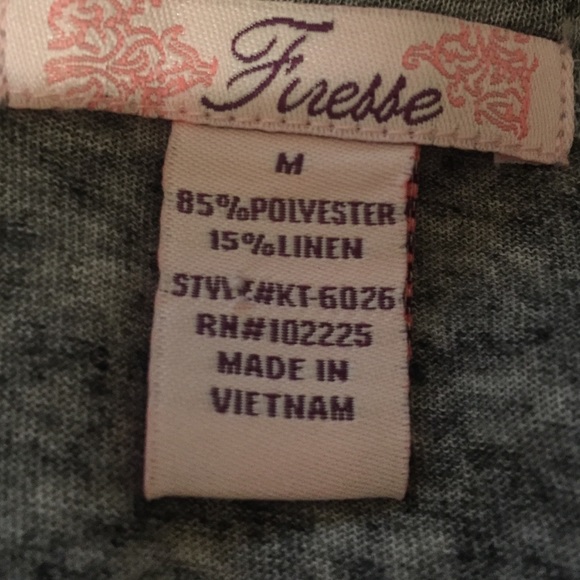 Finesse
M
85%POLYESTER
15%LINEN
STYLE#KT-6026
RN#102225
MADE IN
VIETNAM